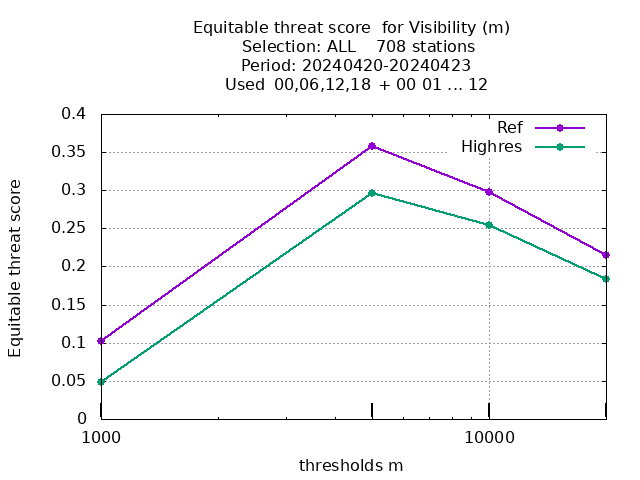 Equitable threat score  for Visibility (m)
Selection: ALL    708 stations
Period: 20240420-20240423
Used  00,06,12,18 + 00 01 ... 12
Ref
Highres
0.4
0.35
0.3
0.25
0.2
0.15
0.1
0.05
0
Equitable threat score
1000
10000
thresholds m